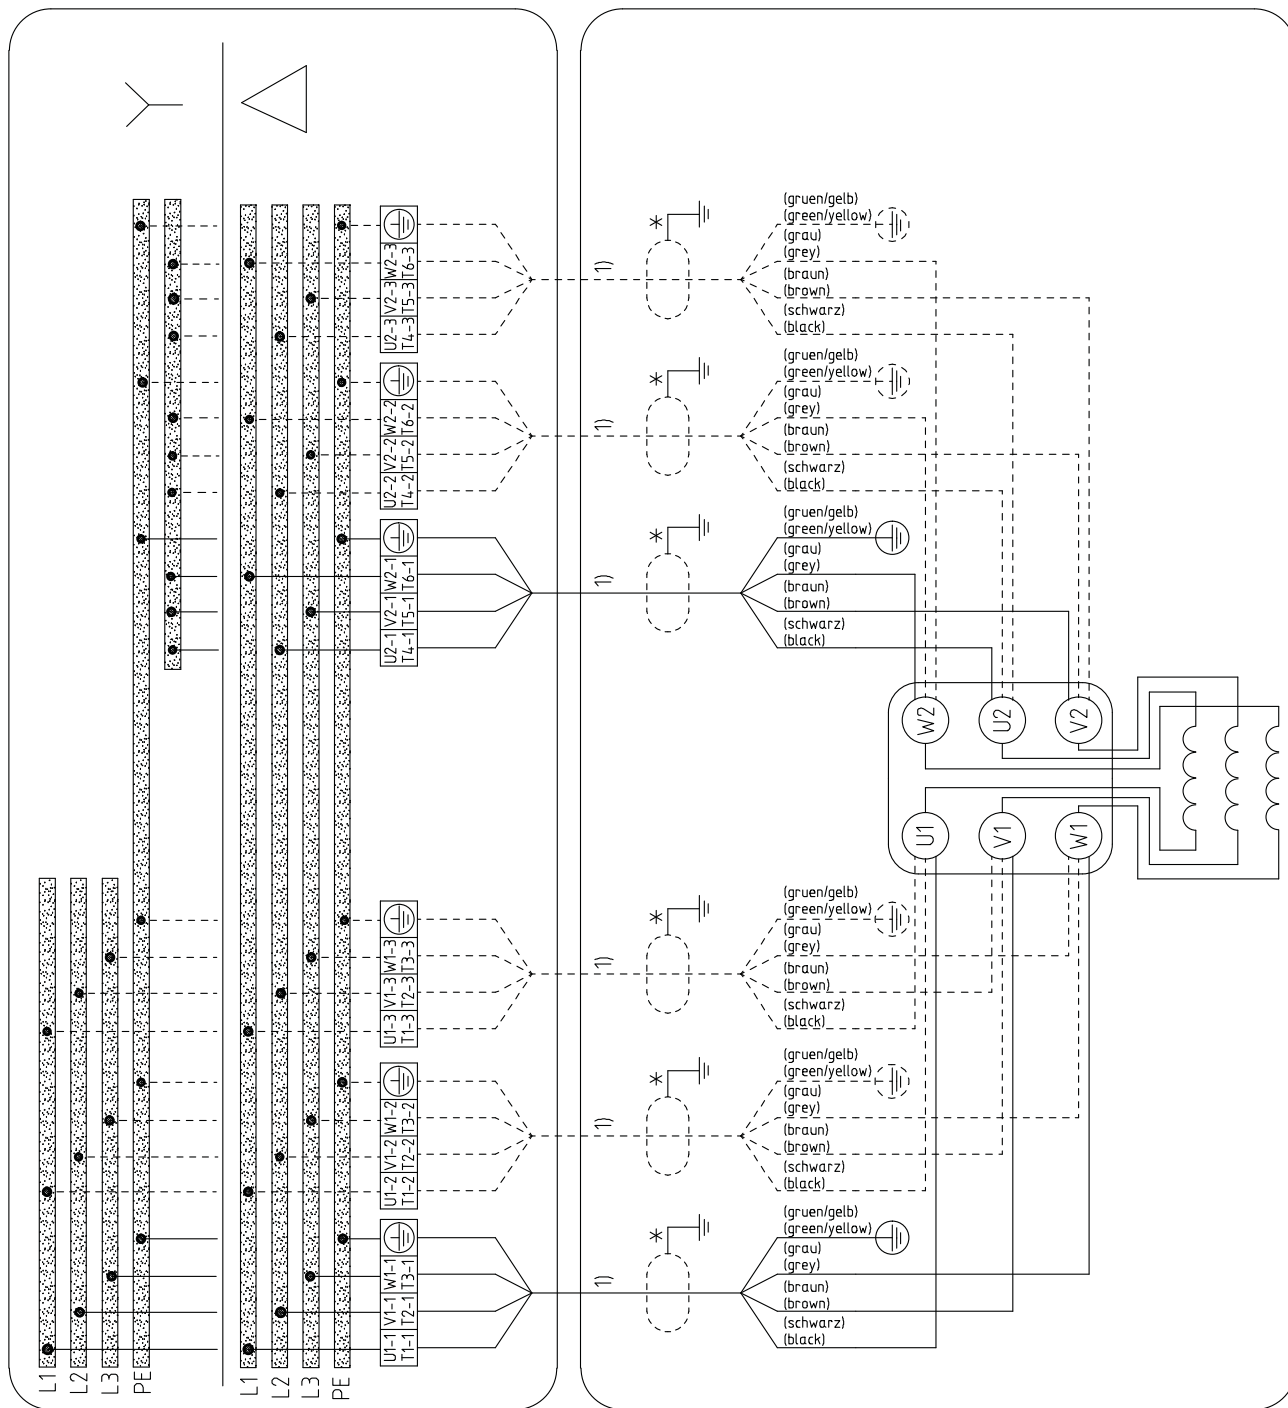 U2-3 V2-3 W2-3
T4-3 T5-3 T6-3
1)
*
(gruen/gelb)
(green/yellow)
(grau)
(grey)
(braun)
(brown)
(schwarz)
(black)
U2-2 V2-2 W2-2
T4-2 T5-2 T6-2
1)
*
(gruen/gelb)
(green/yellow)
(grau)
(grey)
(braun)
(brown)
(schwarz)
(black)
U2-1 V2-1 W2-1
T4-1 T5-1 T6-1
1)
*
(gruen/gelb)
(green/yellow)
(grau)
(grey)
(braun)
(brown)
(schwarz)
(black)
W2 U2 V2
U1 V1 W1
U1-3 V1-3 W1-3
T1-3 T2-3 T3-3
1)
*
(gruen/gelb)
(green/yellow)
(grau)
(grey)
(braun)
(brown)
(schwarz)
(black)
U1-2 V1-2 W1-2
T1-2 T2-2 T3-2
1)
*
(gruen/gelb)
(green/yellow)
(grau)
(grey)
(braun)
(brown)
(schwarz)
(black)
U1-1 V1-1 W1-1
T1-1 T2-1 T3-1
1)
*
(gruen/gelb)
(green/yellow)
(grau)
(grey)
(braun)
(brown)
(schwarz)
(black)
L1
L2
L3
PE
L1
L2
L3
PE